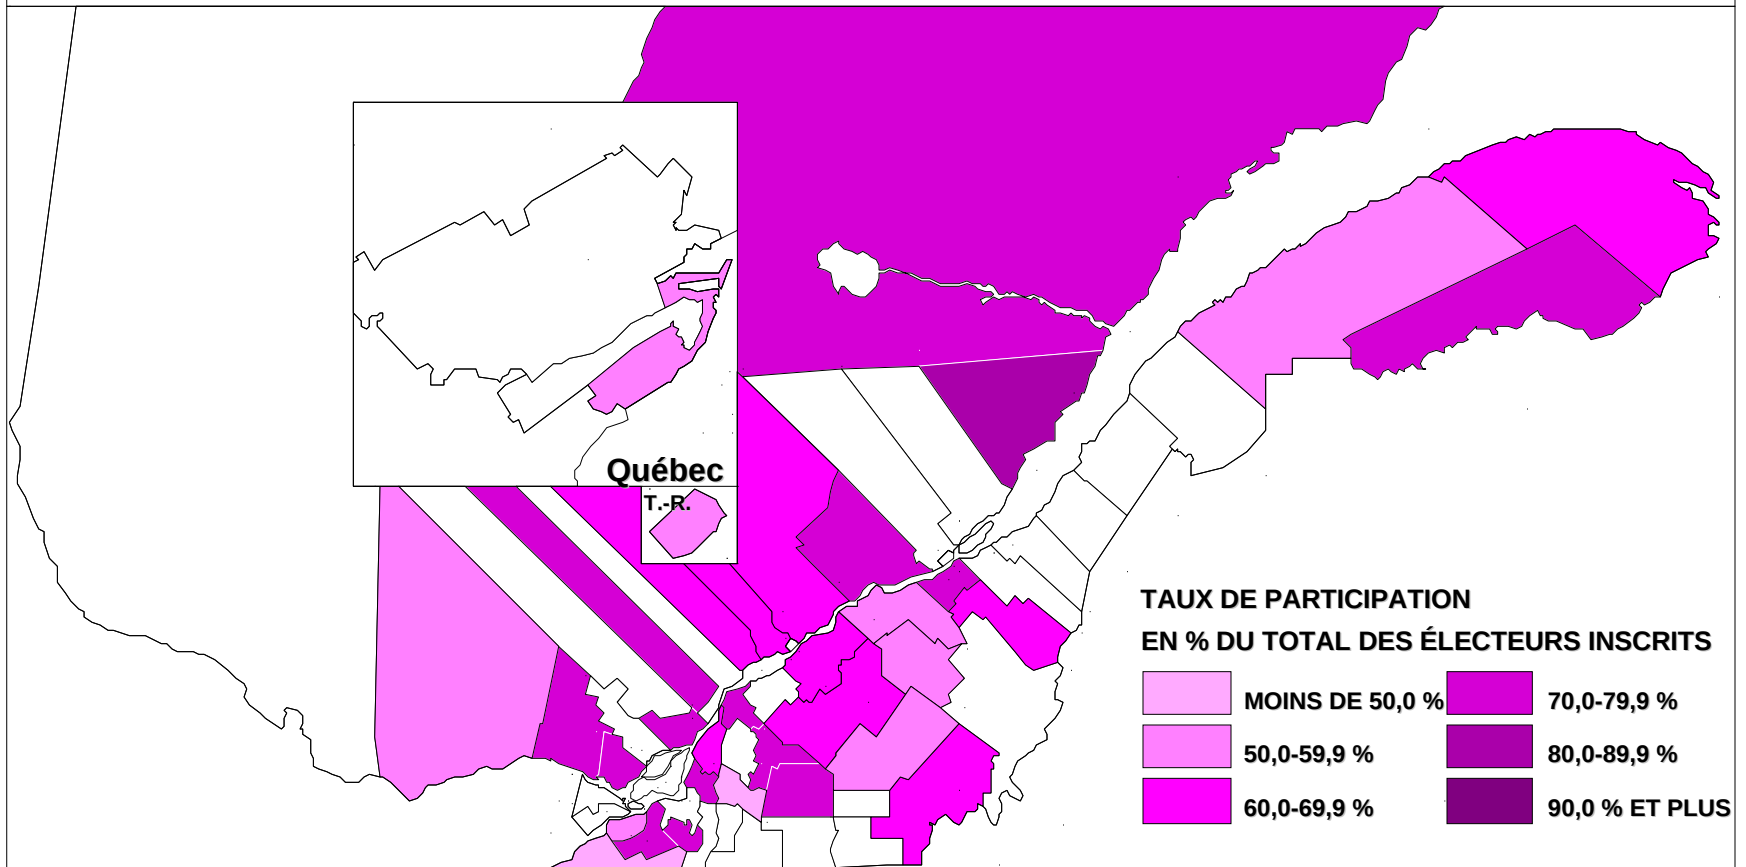 Québec
T.-R.
TAUX DE PARTICIPATION
EN % DU TOTAL DES ÉLECTEURS INSCRITS
MOINS DE 50,0 %
50,0-59,9 %
60,0-69,9 %
70,0-79,9 %
80,0-89,9 %
90,0 % ET PLUS